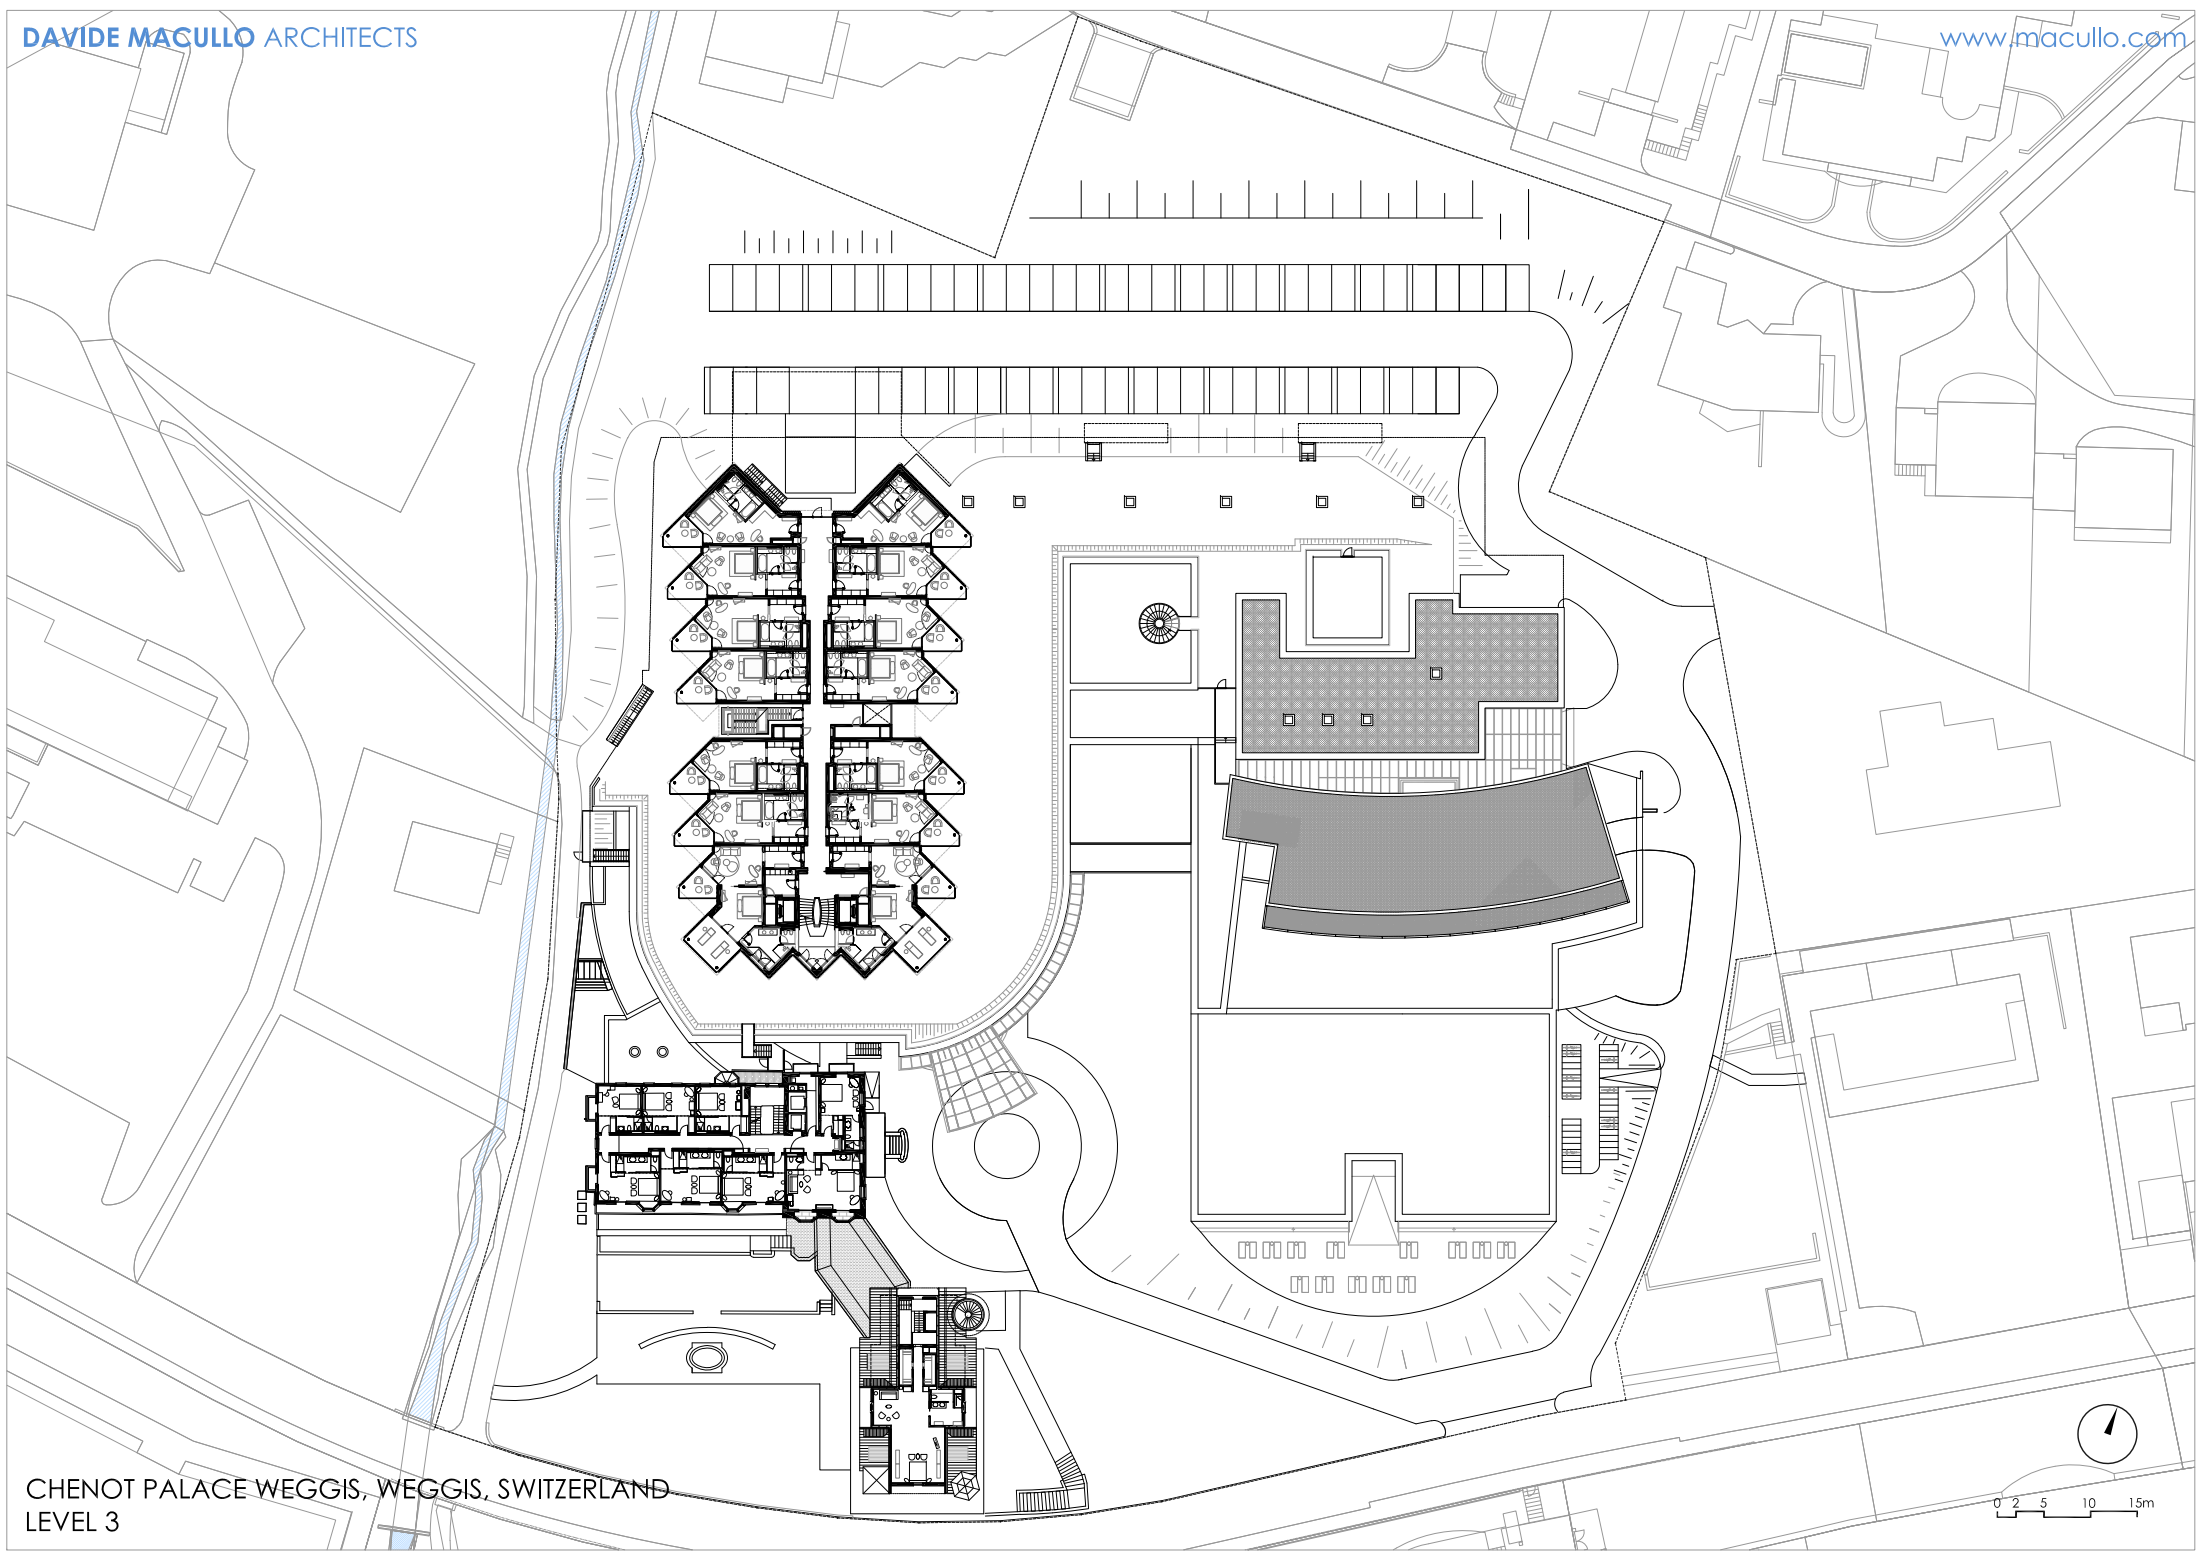 DAVIDE MACULLO ARCHITECTS
www.macullo.com
CHENOT PALACE WEGGIS, WEGGIS, SWITZERLAND
LEVEL 3
0 2 5 10 15m